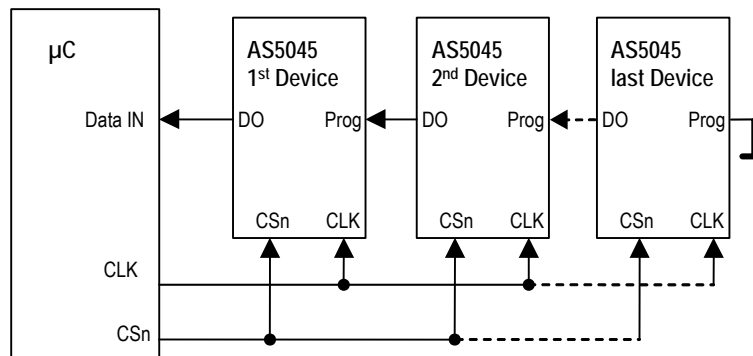 µC
AS5045
1st Device
AS5045
2nd Device
AS5045
last Device
Data IN
DO
Prog
DO
Prog
DO
Prog
CSn
CLK
CSn
CLK
CSn
CLK
CLK
CSn